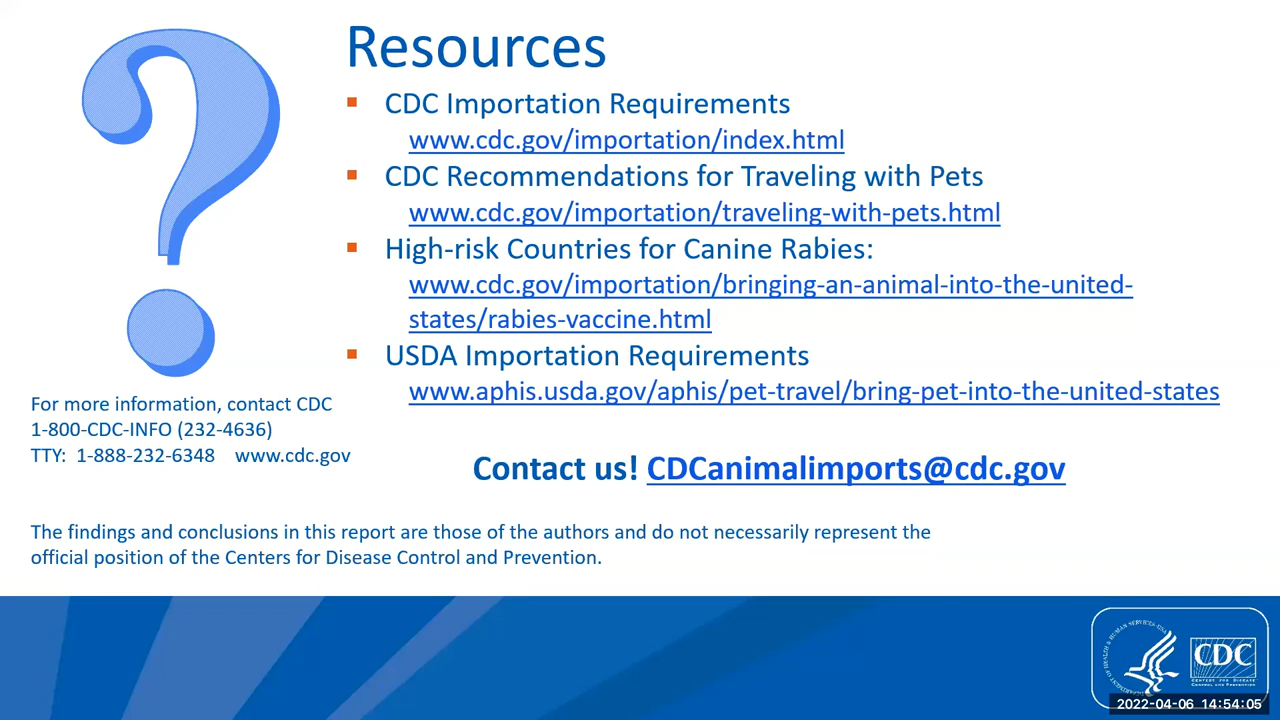 ?
Resources
▪ CDC Importation Requirements
www.cdc.gov/importation/index.html
▪ CDC Recommendations for Traveling with Pets
www.cdc.gov/importation/traveling-with-pets.html
▪ High-risk Countries for Canine Rabies:
www.cdc.gov/importation/bringing-an-animal-into-the-united-
states/rabies-vaccine.html
▪ USDA Importation Requirements
www.aphis.usda.gov/aphis/pet-travel/bring-pet-into-the-united-states
For more information, contact CDC
1-800-CDC-INFO (232-4636)
TTY: 1-888-232-6348 www.cdc.gov
Contact us! CDCanimalimports@cdc.gov
The findings and conclusions in this report are those of the authors and do not necessarily represent the
official position of the Centers for Disease Control and Prevention.
CDC
CENTERS FOR DISEASE
CONTROL AND PREVENTION
2022-04-06 14:54:05